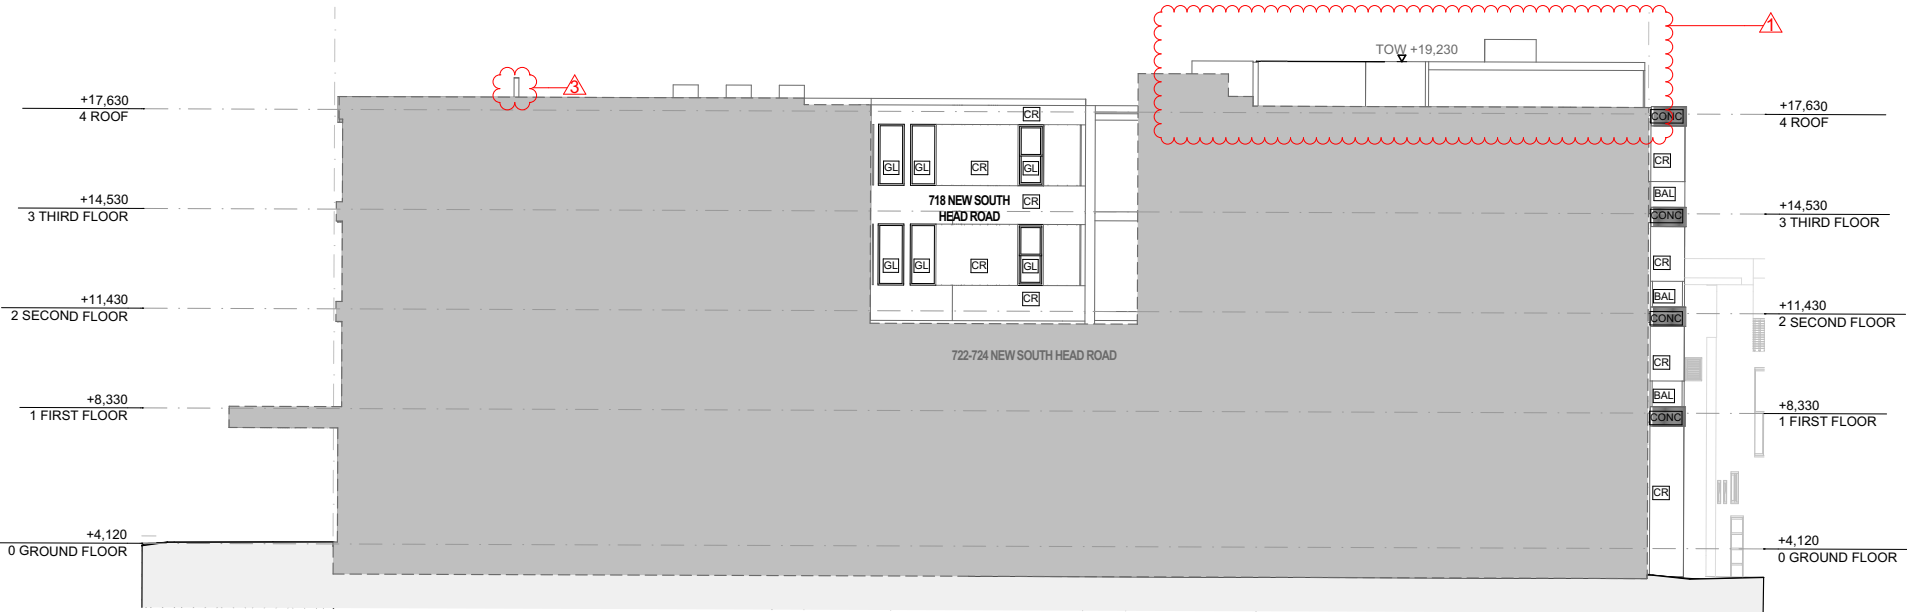 1
TOW +19,230
3
+17,630
4 ROOF
+17,630
4 ROOF
CR
CONC
GL
GL
CR
GL
CR
+14,530
3 THIRD FLOOR
718 NEW SOUTH
HEAD ROAD
CR
BAL
CONC
+14,530
3 THIRD FLOOR
GL
GL
CR
GL
CR
+11,430
2 SECOND FLOOR
CR
BAL
CONC
+11,430
2 SECOND FLOOR
722-724 NEW SOUTH HEAD ROAD
CR
BAL
+8,330
1 FIRST FLOOR
CONC
+8,330
1 FIRST FLOOR
CR
+4,120
0 GROUND FLOOR
+4,120
0 GROUND FLOOR